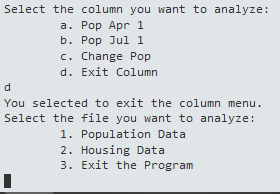 Select the column you want to analyze:
a. Pop Apr 1
b. Pop Jul 1
c. Change Pop
d. Exit Column
d
You selected to exit the column menu.
Select the file you want to analyze:
1. Population Data
2. Housing Data
3. Exit the Program